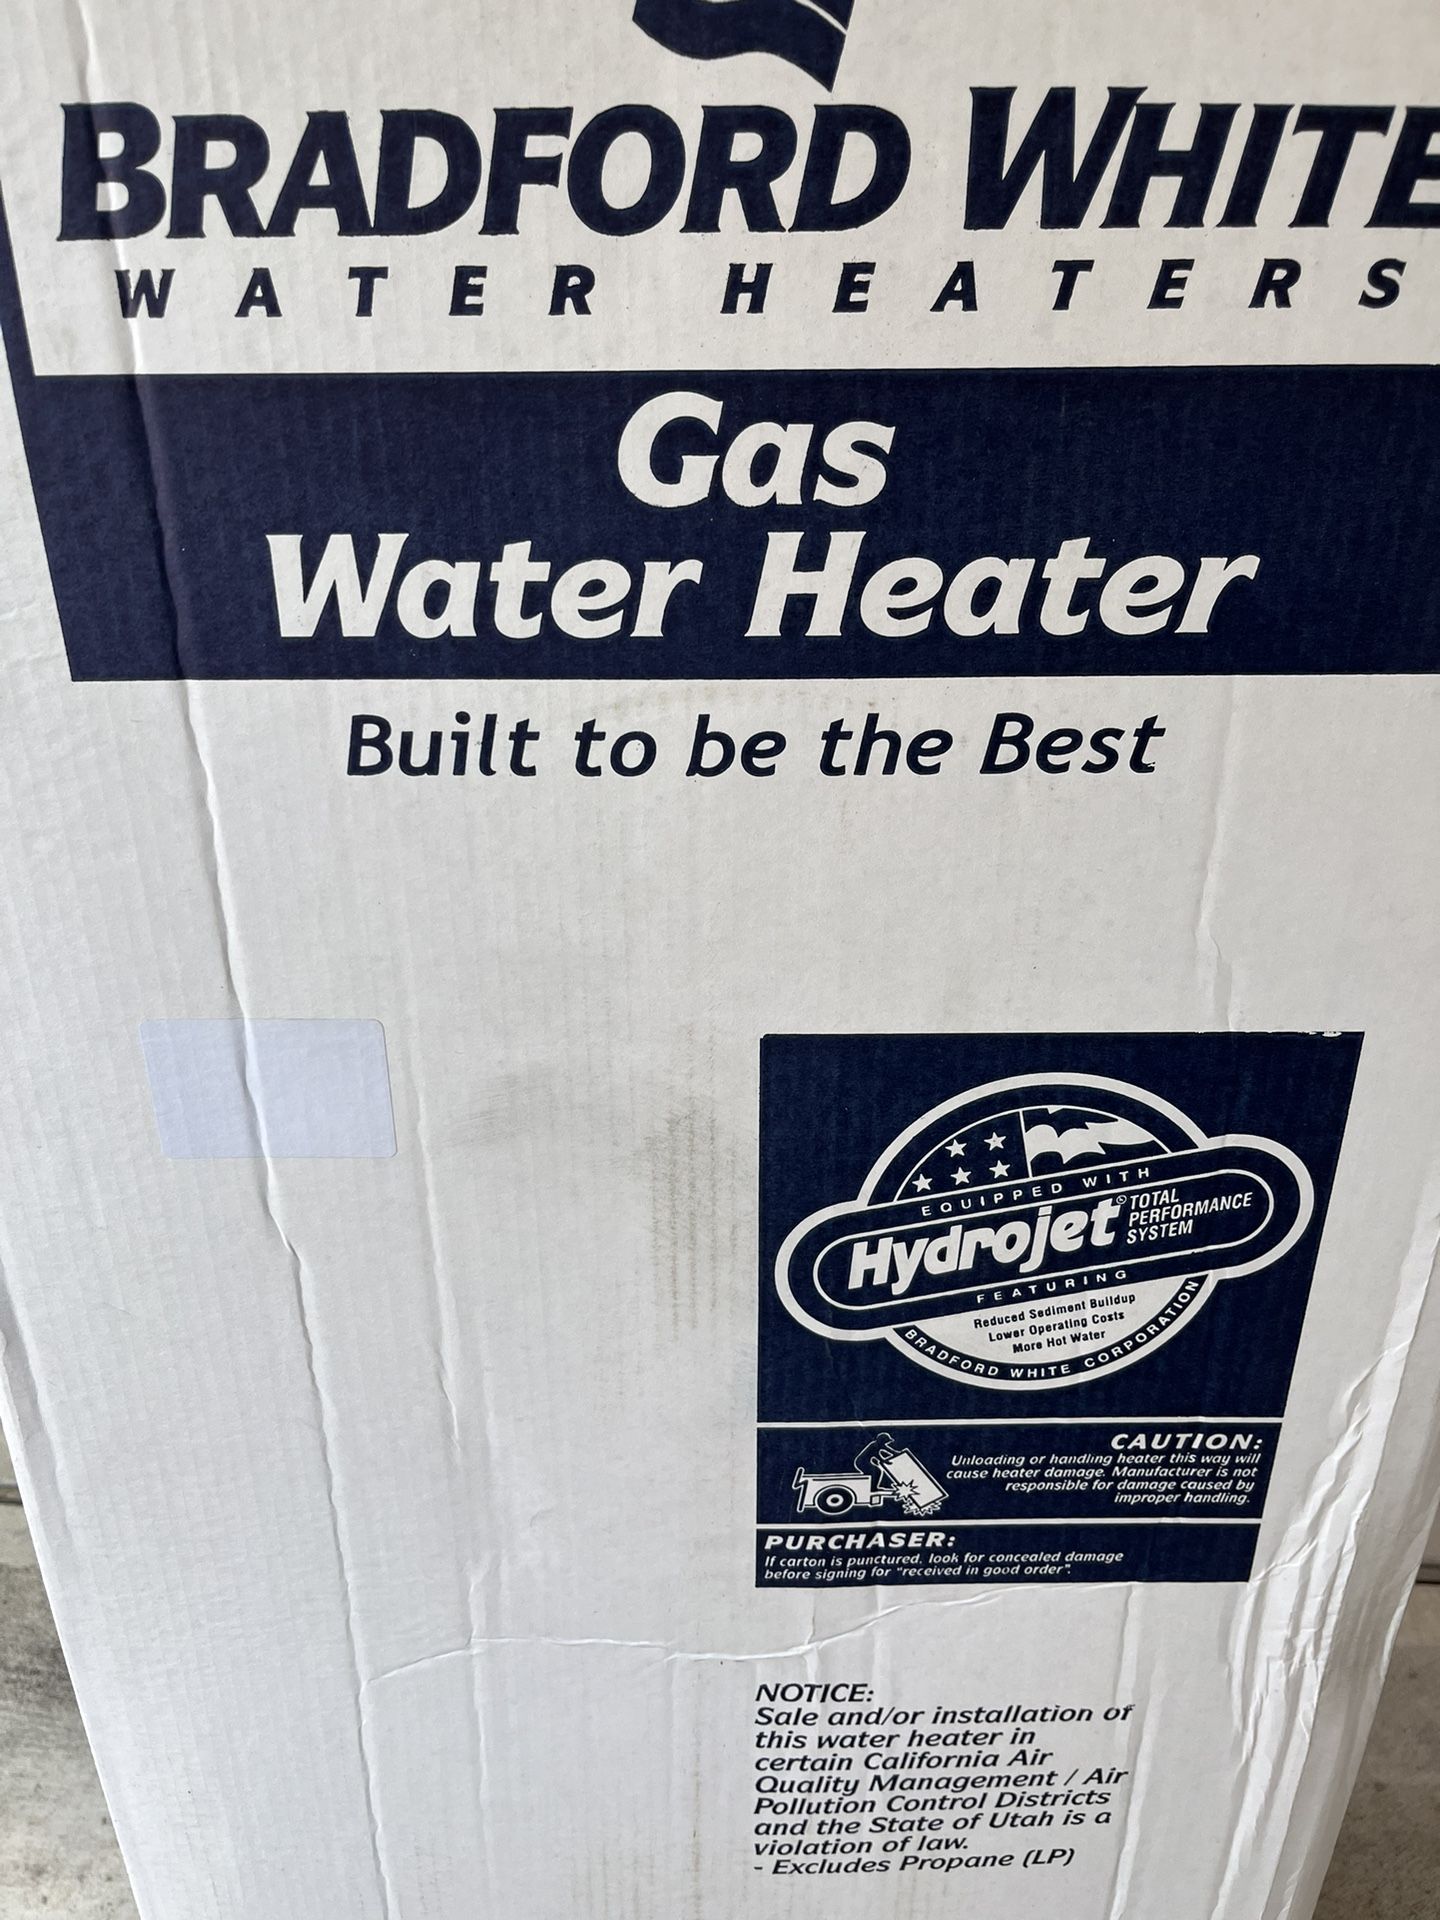 BRADFORD WHITE
WATER HEATERS
Gas
Water Heater
Built to be the Best
EQUIPPED WITH
Hydrojet© TOTAL
PERFORMANCE
SYSTEM
FEATURING
Reduced Sediment Buildup
Lower Operating Costs
More Hot Water
BRADFORD WHITE CORPORATION
CAUTION:
Unloading or handling heater this way will
cause heater damage. Manufacturer is not
responsible for damage caused by
improper handling.
PURCHASER:
If carton is punctured, look for concealed damage
before signing for "received in good order".
NOTICE:
Sale and/or installation of
this water heater in
certain California Air
Quality Management / Air
Pollution Control Districts
and the State of Utah is a
violation of law.
- Excludes Propane (LP)